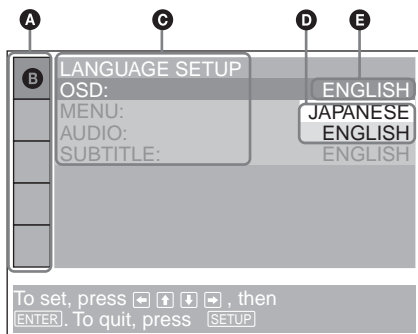 A
C
D
E
B
LANGUAGE SETUP
OSD: ENGLISH
MENU: JAPANESE
AUDIO: ENGLISH
SUBTITLE: ENGLISH
To set, press ← ↑ ↓ → , then
ENTER . To quit, press SETUP